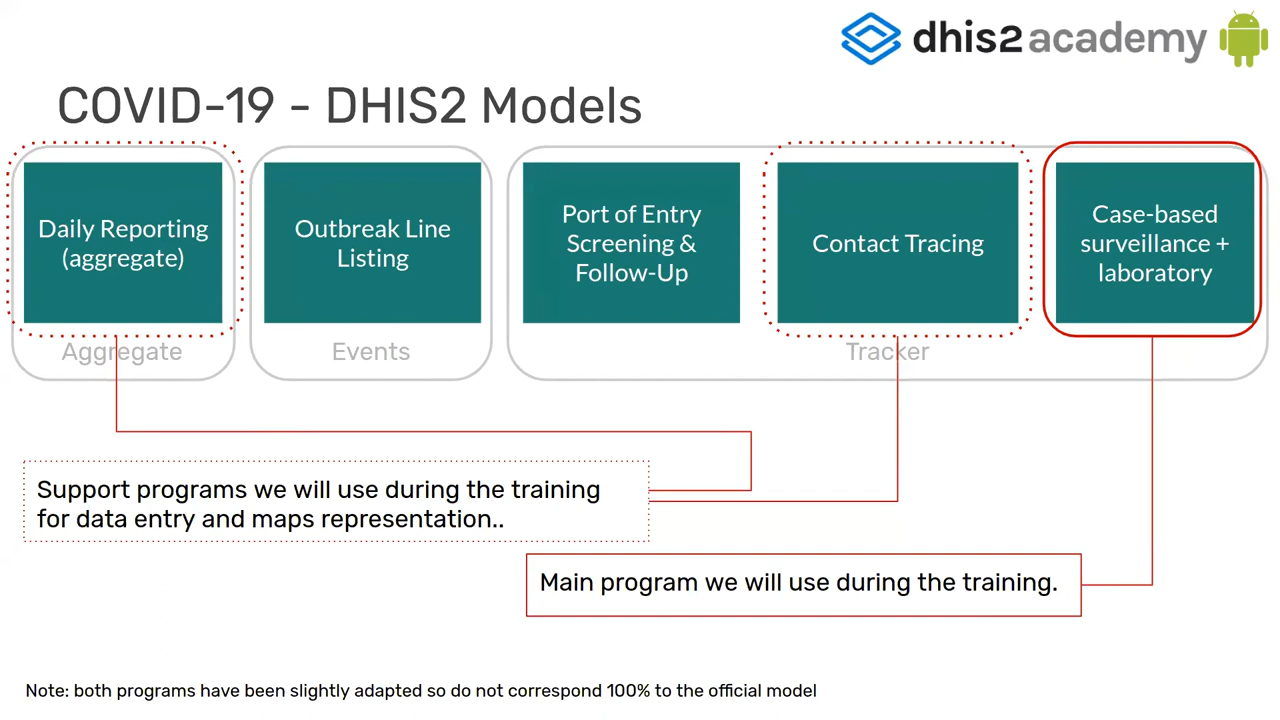 dhis2 academy
COVID-19 - DHIS2 Models
Daily Reporting
(aggregate)
Outbreak Line
Listing
Port of Entry
Screening &
Follow-Up
Contact Tracing
Case-based
surveillance +
laboratory
Aggregate
Events
Tracker
Support programs we will use during the training
for data entry and maps representation..
Main program we will use during the training.
Note: both programs have been slightly adapted so do not correspond 100% to the official model